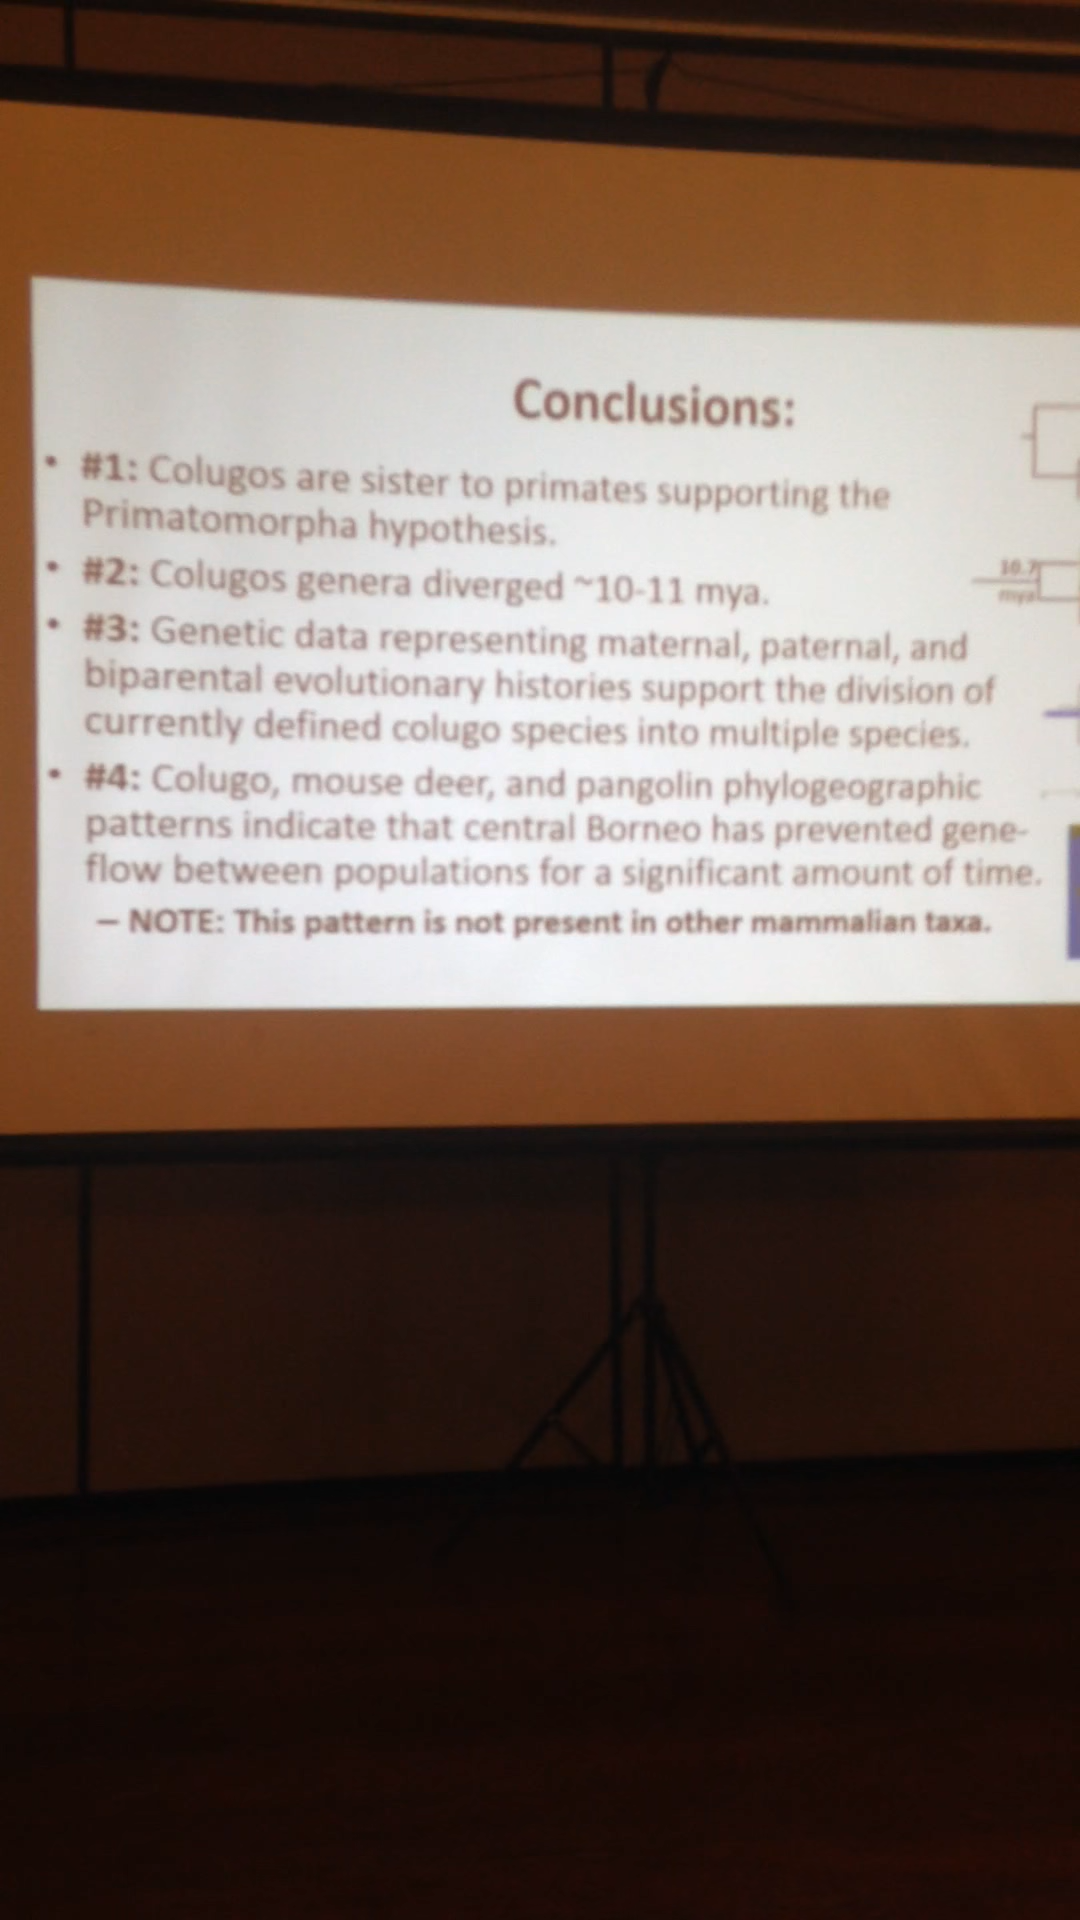 Conclusions:
• #1: Colugos are sister to primates supporting the
Primatomorpha hypothesis.
• #2: Colugos genera diverged ~10-11 mya.
• #3: Genetic data representing maternal, paternal, and
biparental evolutionary histories support the division of
currently defined colugo species into multiple species.
• #4: Colugo, mouse deer, and pangolin phylogeographic
patterns indicate that central Borneo has prevented gene-
flow between populations for a significant amount of time.
– NOTE: This pattern is not present in other mammalian taxa.
10.7
mya